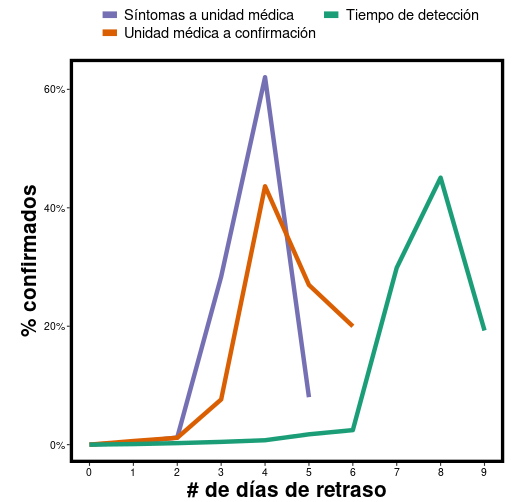 Síntomas a unidad médica
Tiempo de detección
Unidad médica a confirmación
60%
40%
20%
0%
% confirmados
0 1 2 3 4 5 6 7 8 9
# de días de retraso